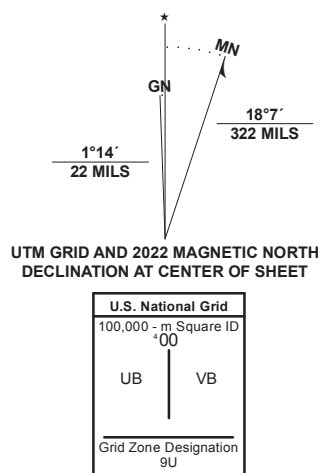 ★
MN
GN
18°7´
322 MILS
1°14´
22 MILS
UTM GRID AND 2022 MAGNETIC NORTH
DECLINATION AT CENTER OF SHEET
U.S. National Grid
100,000 - m Square ID
⁴00
UB VB
Grid Zone Designation
9U